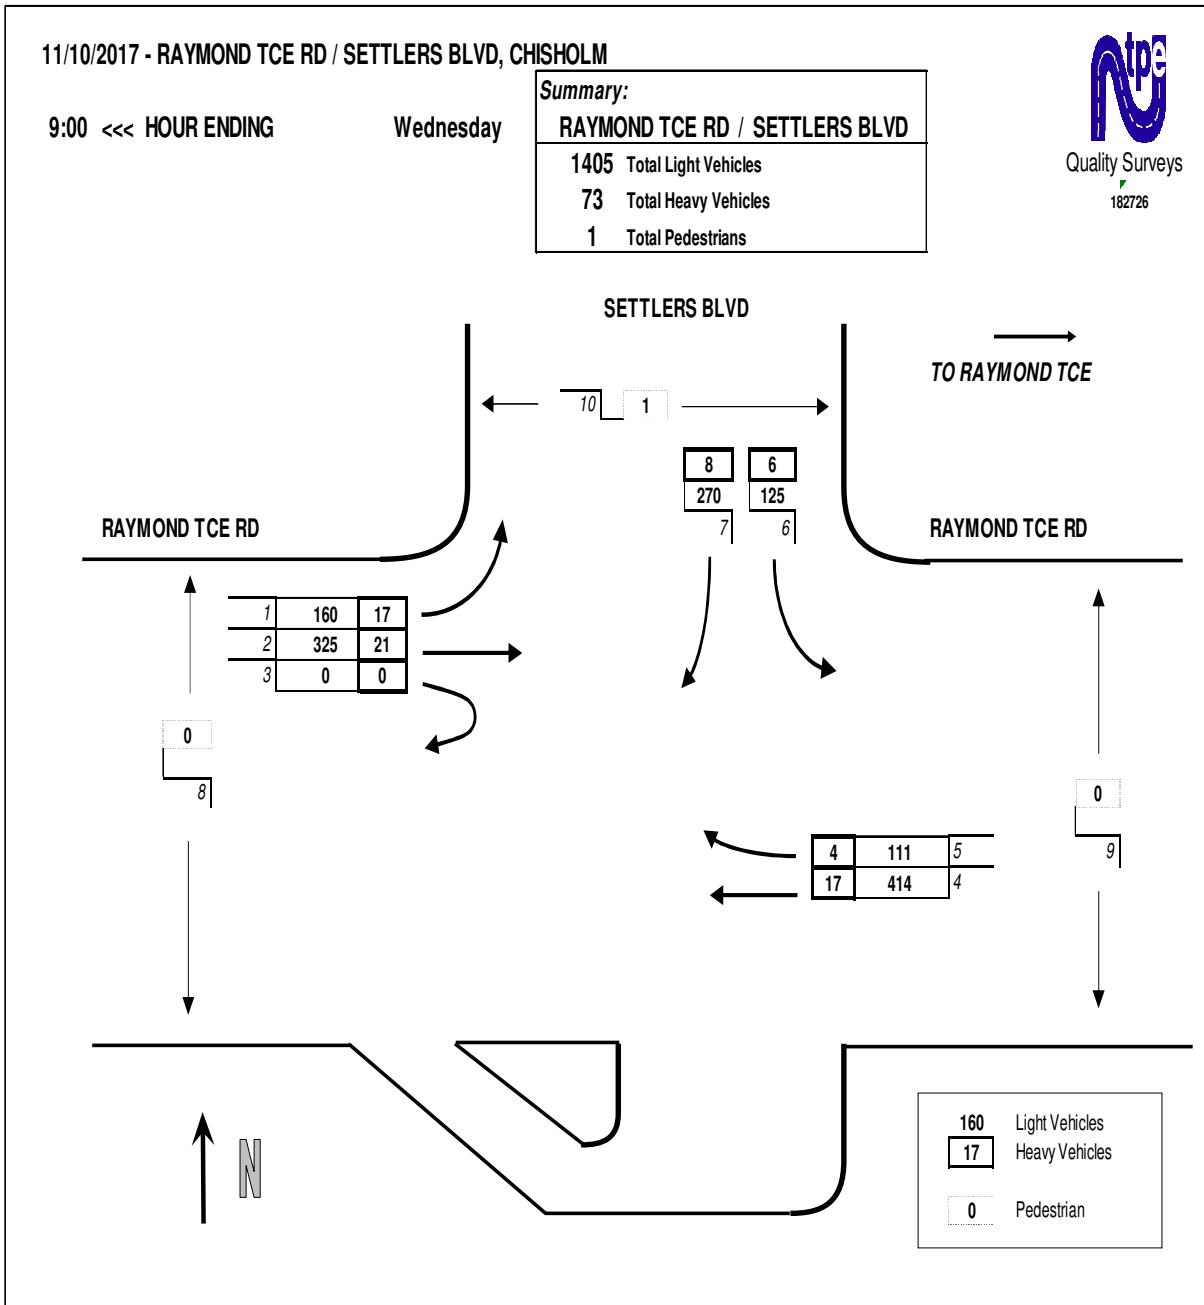 11/10/2017 - RAYMOND TCE RD / SETTLERS BLVD, CHISHOLM
9:00 <<< HOUR ENDING Wednesday
Summary:
RAYMOND TCE RD / SETTLERS BLVD
1405 Total Light Vehicles
73 Total Heavy Vehicles
1 Total Pedestrians
tpe
Quality Surveys
182726
SETTLERS BLVD
TO RAYMOND TCE
10 1
8 6
270 125
7 6
RAYMOND TCE RD
RAYMOND TCE RD
1 160 17
2 325 21
3 0 0
0
8
0
9
4 111 5
17 414 4
N
160 Light Vehicles
17 Heavy Vehicles
0 Pedestrian